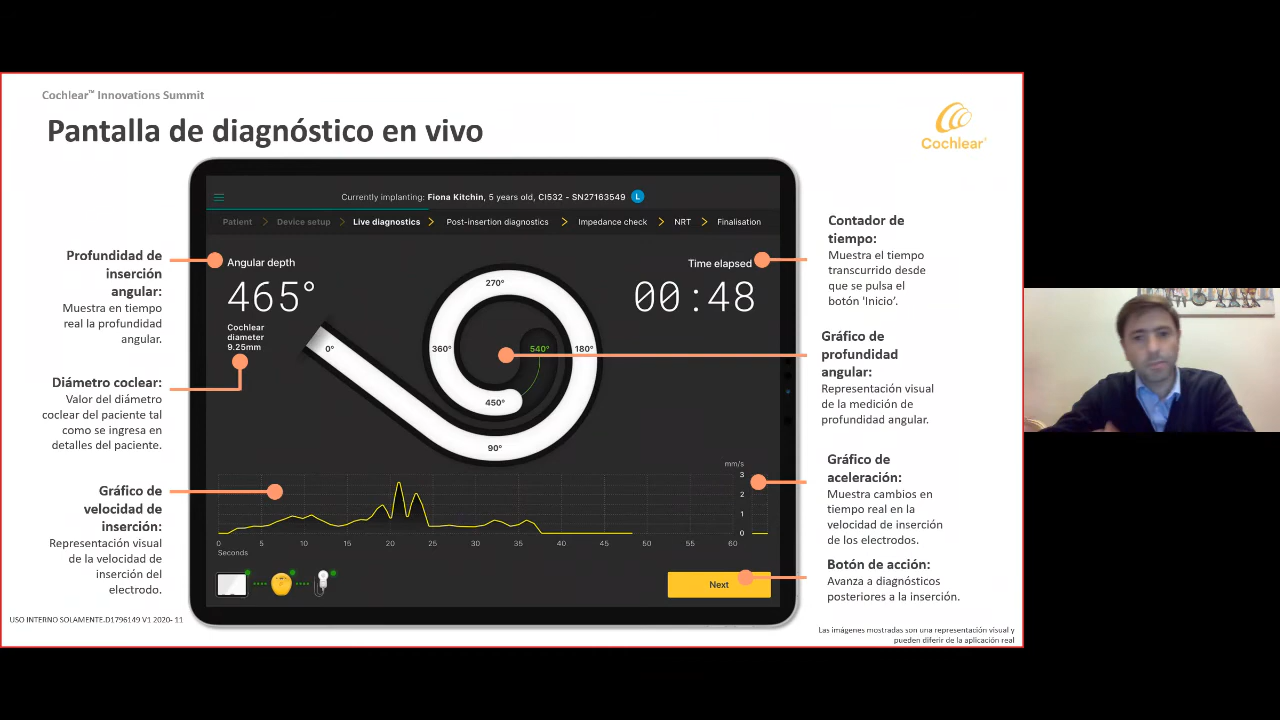 Cochlear™ Innovations Summit
Pantalla de diagnóstico en vivo
Cochlear®
Currently implanting: Fiona Kitchin, 5 years old, CI532 - SN27163549 L
Patient
Device setup
Live diagnostics
Post-insertion diagnostics
Impedance check
NRT
Finalisation
Profundidad de
inserción
angular:
Muestra en tiempo
real la profundidad
angular.
Diámetro coclear:
Valor del diámetro
coclear del paciente tal
como se ingresa en
detalles del paciente.
Gráfico de
velocidad de
inserción:
Representación visual
de la velocidad de
inserción del
electrodo.
Angular depth
465°
Cochlear
diameter
9.25mm
Time elapsed
00:48
270°
0°
360°
540°
180°
450°
90°
mm/s
3
2
1
0
0 5 10 15 20 25 30 35 40 45 50 55 60
Seconds
Next
Contador de
tiempo:
Muestra el tiempo
transcurrido desde
que se pulsa el
botón ‘Inicio’.
Gráfico de
profundidad
angular:
Representación visual
de la medición de
profundidad angular.
Gráfico de
aceleración:
Muestra cambios en
tiempo real en la
velocidad de inserción
de los electrodos.
Botón de acción:
Avanza a diagnósticos
posteriores a la inserción.
USO INTERNO SOLAMENTE.D1796149 V1 2020- 11
Las imágenes mostradas son una representación visual y
pueden diferir de la aplicación real